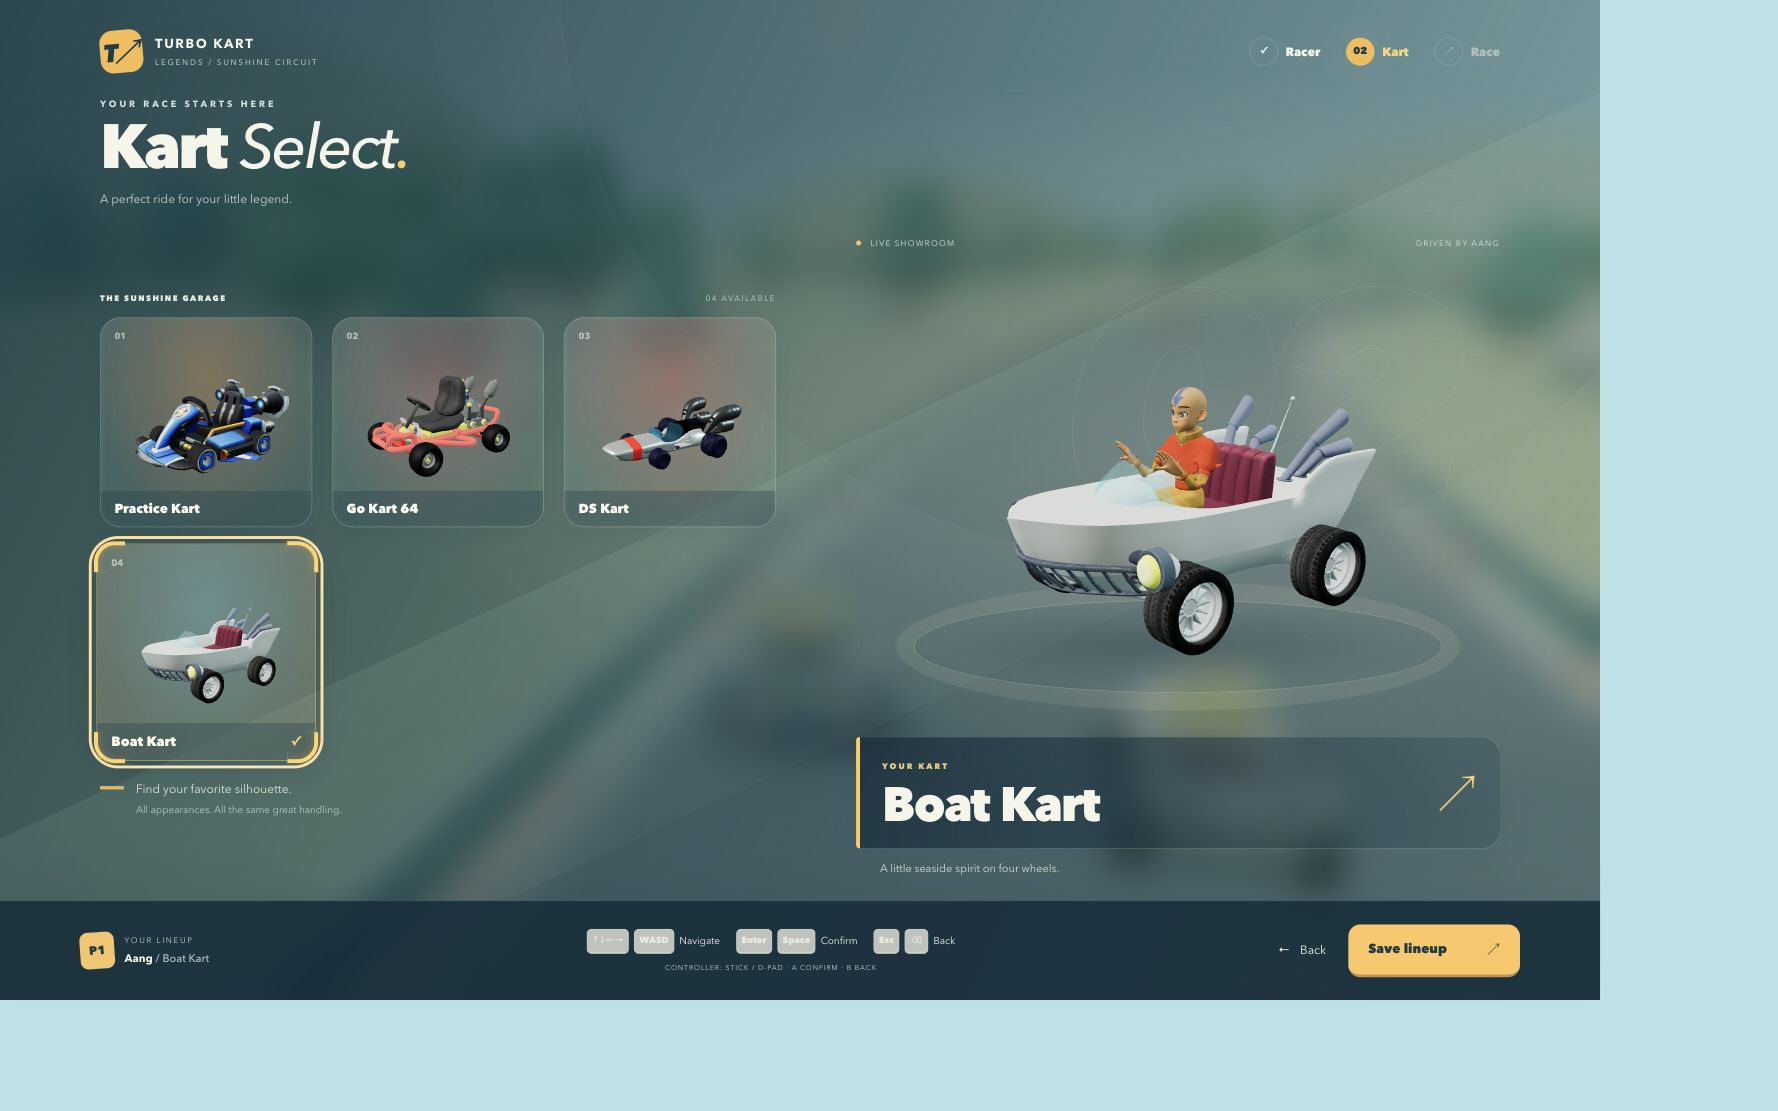 TURBO KART
LEGENDS / SUNSHINE CIRCUIT
✓ Racer
02 Kart
↗ Race
YOUR RACE STARTS HERE
Kart Select.
A perfect ride for your little legend.
LIVE SHOWROOM
DRIVEN BY AANG
THE SUNSHINE GARAGE
04 AVAILABLE
01
02
03
Practice Kart
Go Kart 64
DS Kart
04
Boat Kart ✓
Find your favorite silhouette.
All appearances. All the same great handling.
02
YOUR KART
Boat Kart
A little seaside spirit on four wheels.
P1
YOUR LINEUP
Aang / Boat Kart
↑↓←→ WASD Navigate Enter Space Confirm Esc ⌫ Back
CONTROLLER: STICK / D-PAD · A CONFIRM · B BACK
← Back
Save lineup ↗